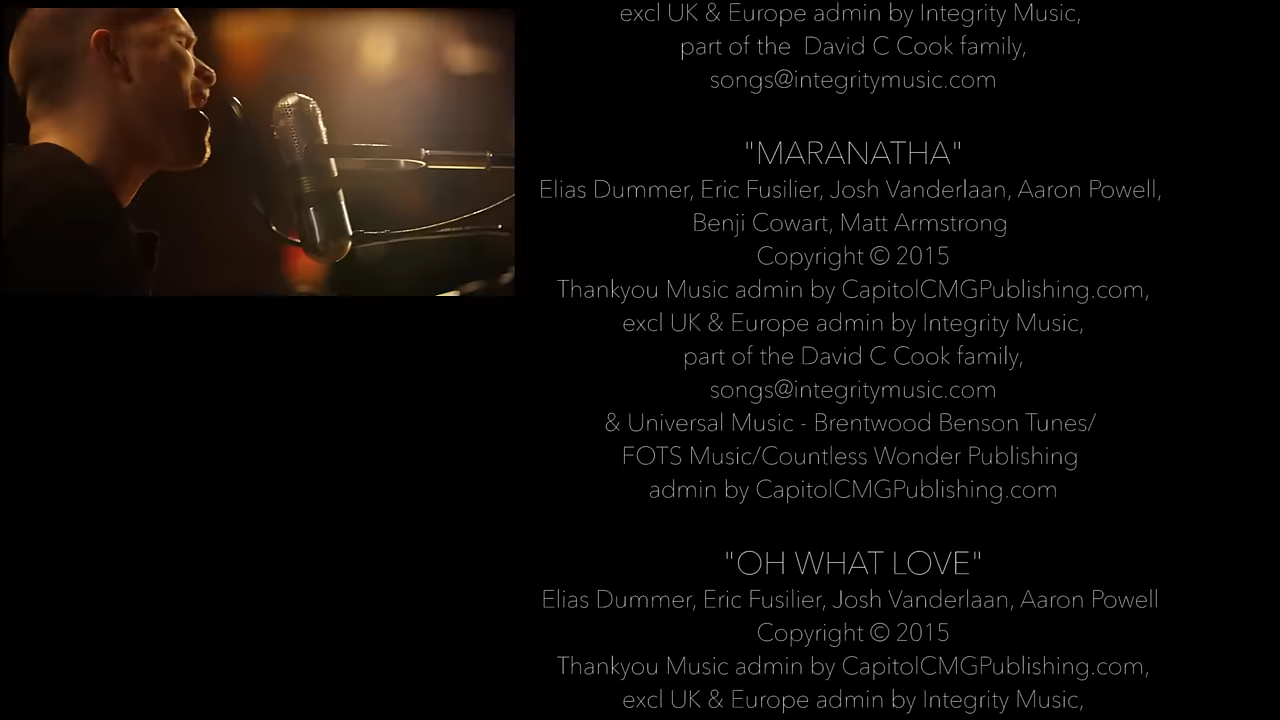 excl UK & Europe admin by Integrity Music,
part of the David C Cook family,
songs@integritymusic.com
"MARANATHA"
Elias Dummer, Eric Fusilier, Josh Vanderlaan, Aaron Powell,
Benji Cowart, Matt Armstrong
Copyright © 2015
Thankyou Music admin by CapitolCMGPublishing.com,
excl UK & Europe admin by Integrity Music,
part of the David C Cook family,
songs@integritymusic.com
& Universal Music - Brentwood Benson Tunes/
FOTS Music/Countless Wonder Publishing
admin by CapitolCMGPublishing.com
"OH WHAT LOVE"
Elias Dummer, Eric Fusilier, Josh Vanderlaan, Aaron Powell
Copyright © 2015
Thankyou Music admin by CapitolCMGPublishing.com,
excl UK & Europe admin by Integrity Music,